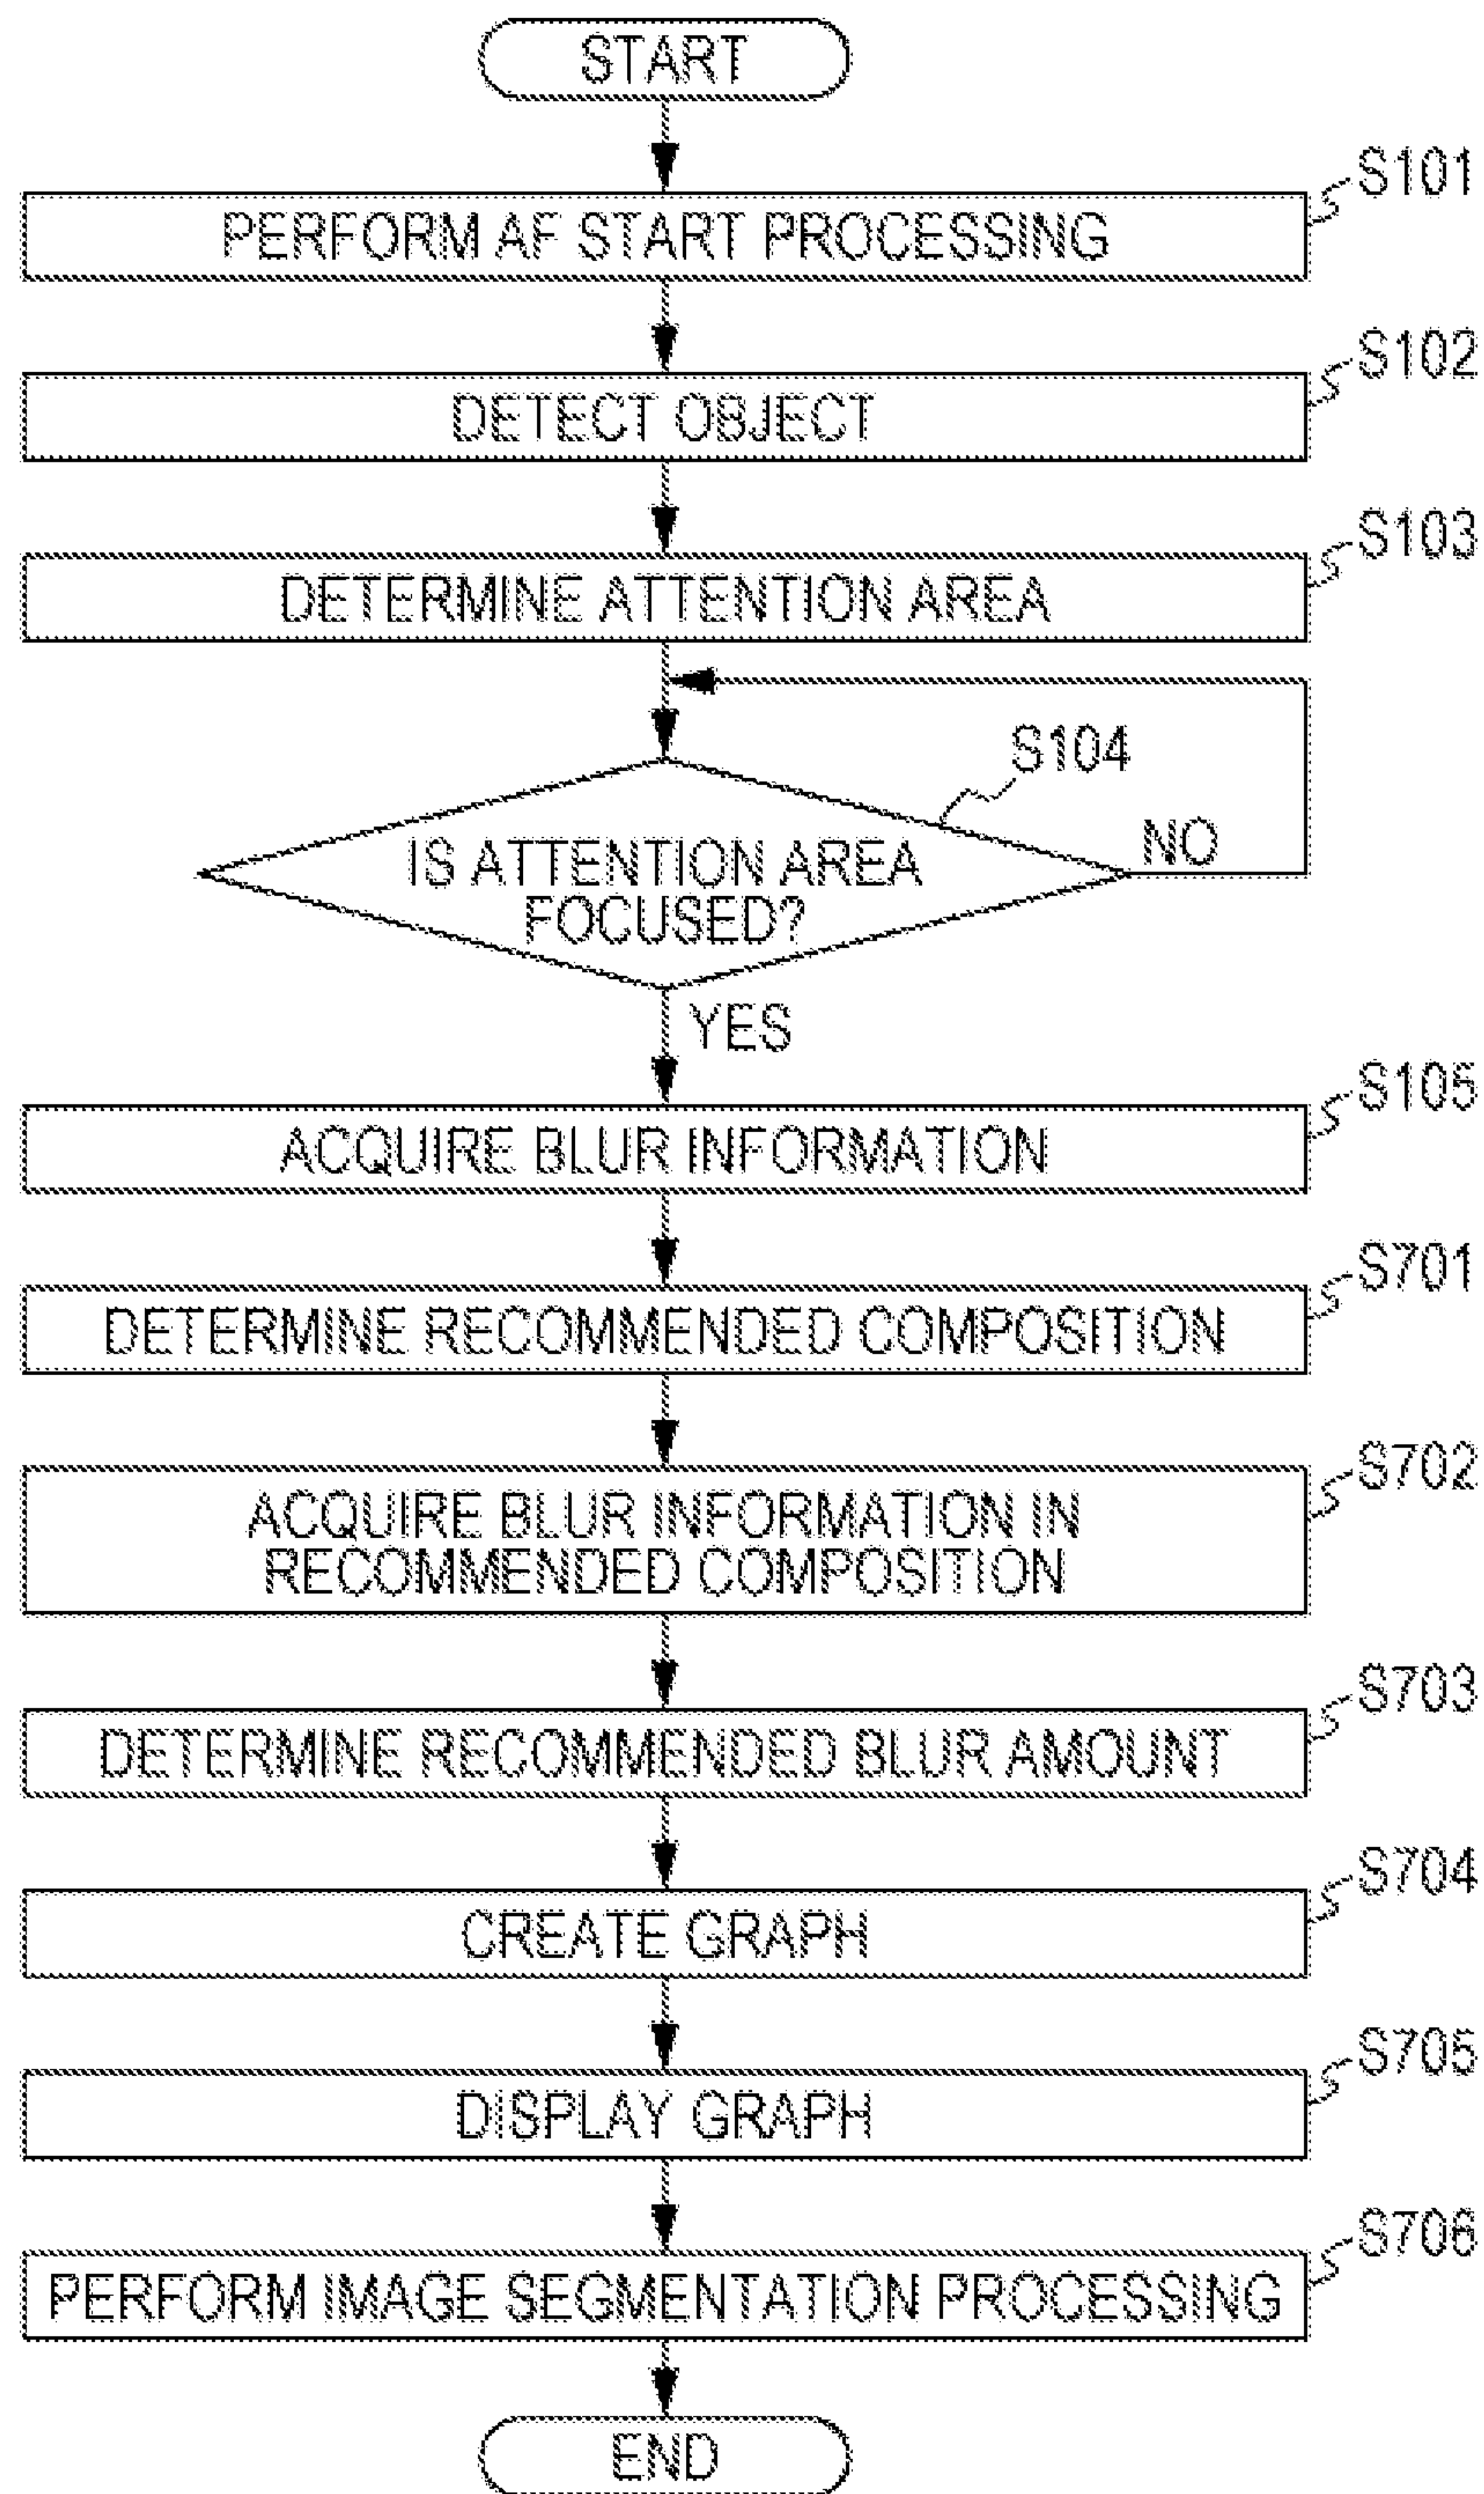 START
S101
PERFORM AF START PROCESSING
S102
DETECT OBJECT
S103
DETERMINE ATTENTION AREA
S104
IS ATTENTION AREA
FOCUSED?
NO
YES
S105
ACQUIRE BLUR INFORMATION
S701
DETERMINE RECOMMENDED COMPOSITION
S702
ACQUIRE BLUR INFORMATION IN
RECOMMENDED COMPOSITION
S703
DETERMINE RECOMMENDED BLUR AMOUNT
S704
CREATE GRAPH
S705
DISPLAY GRAPH
S706
PERFORM IMAGE SEGMENTATION PROCESSING
END